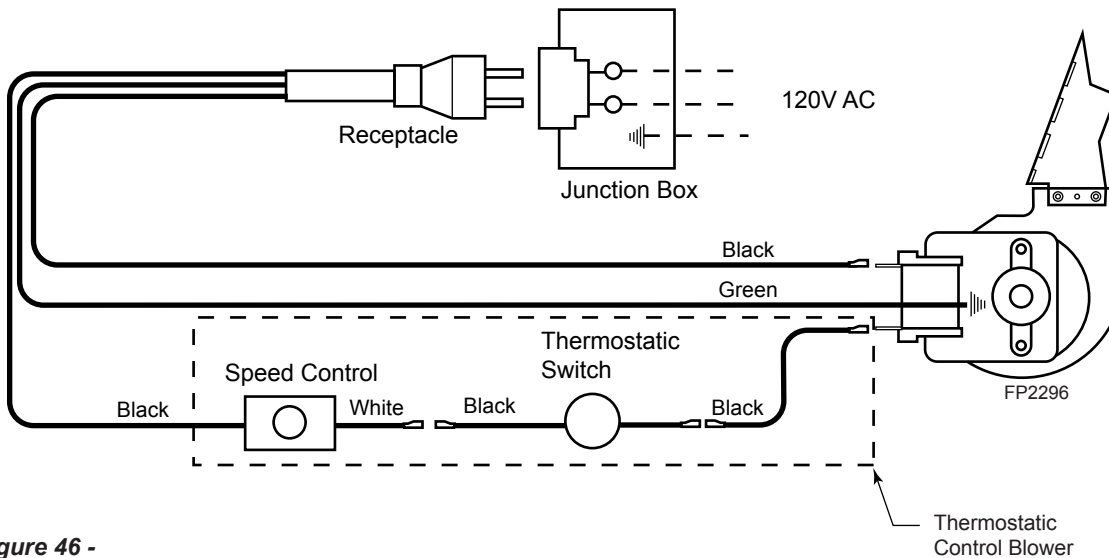 120V AC
Receptacle
Junction Box
Black
Green
Thermostatic
Switch
Speed Control
Black
White
Black
Black
FP2296
Thermostatic
Control Blower
gure 46 -